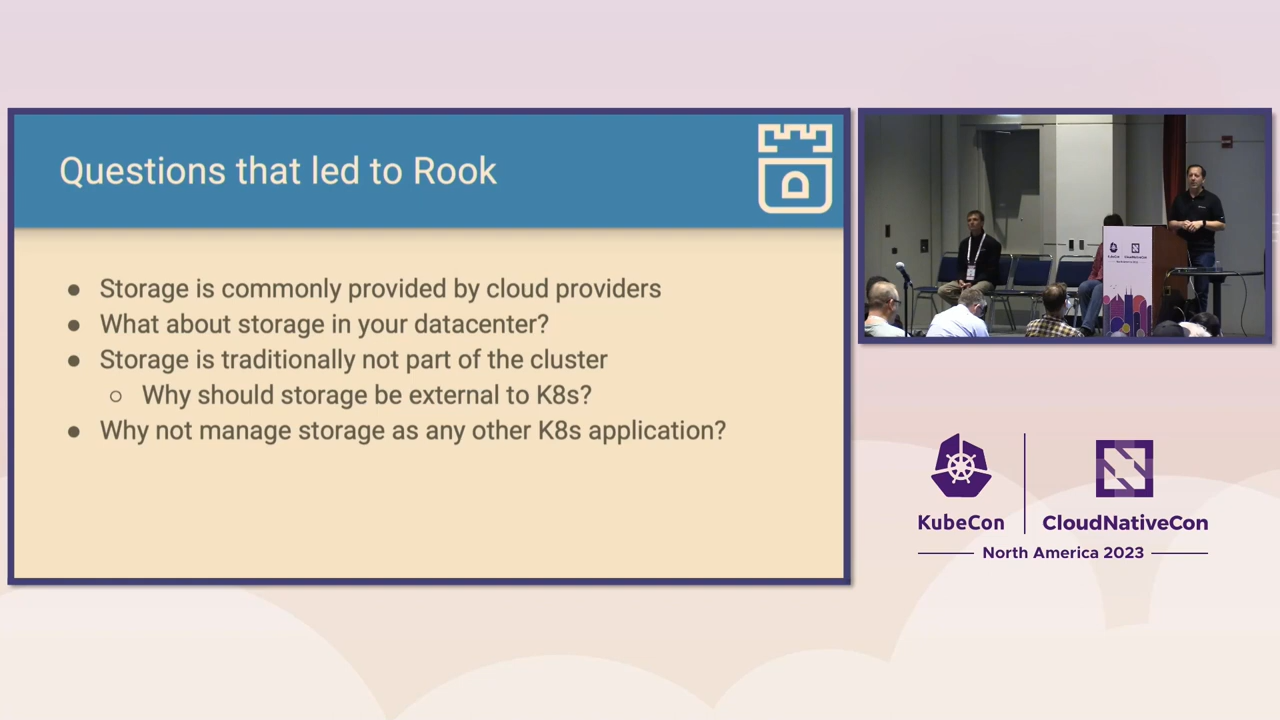 Questions that led to Rook
● Storage is commonly provided by cloud providers
● What about storage in your datacenter?
● Storage is traditionally not part of the cluster
○ Why should storage be external to K8s?
● Why not manage storage as any other K8s application?
KubeCon
CloudNativeCon
North America 2023